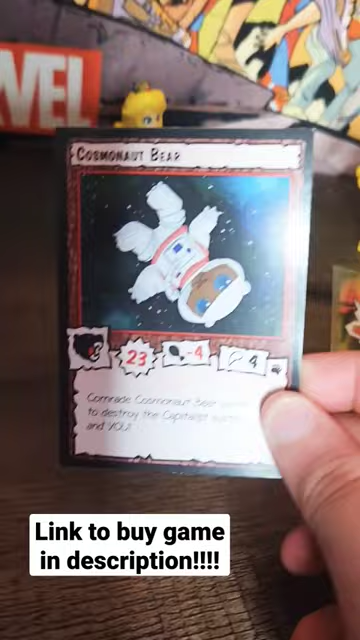 MARVEL
COSMONAUT BEAR
23
-4
4
Comrade Cosmonaut Bear
to destroy the Capitalist
and YOU!
Link to buy game
in description!!!!